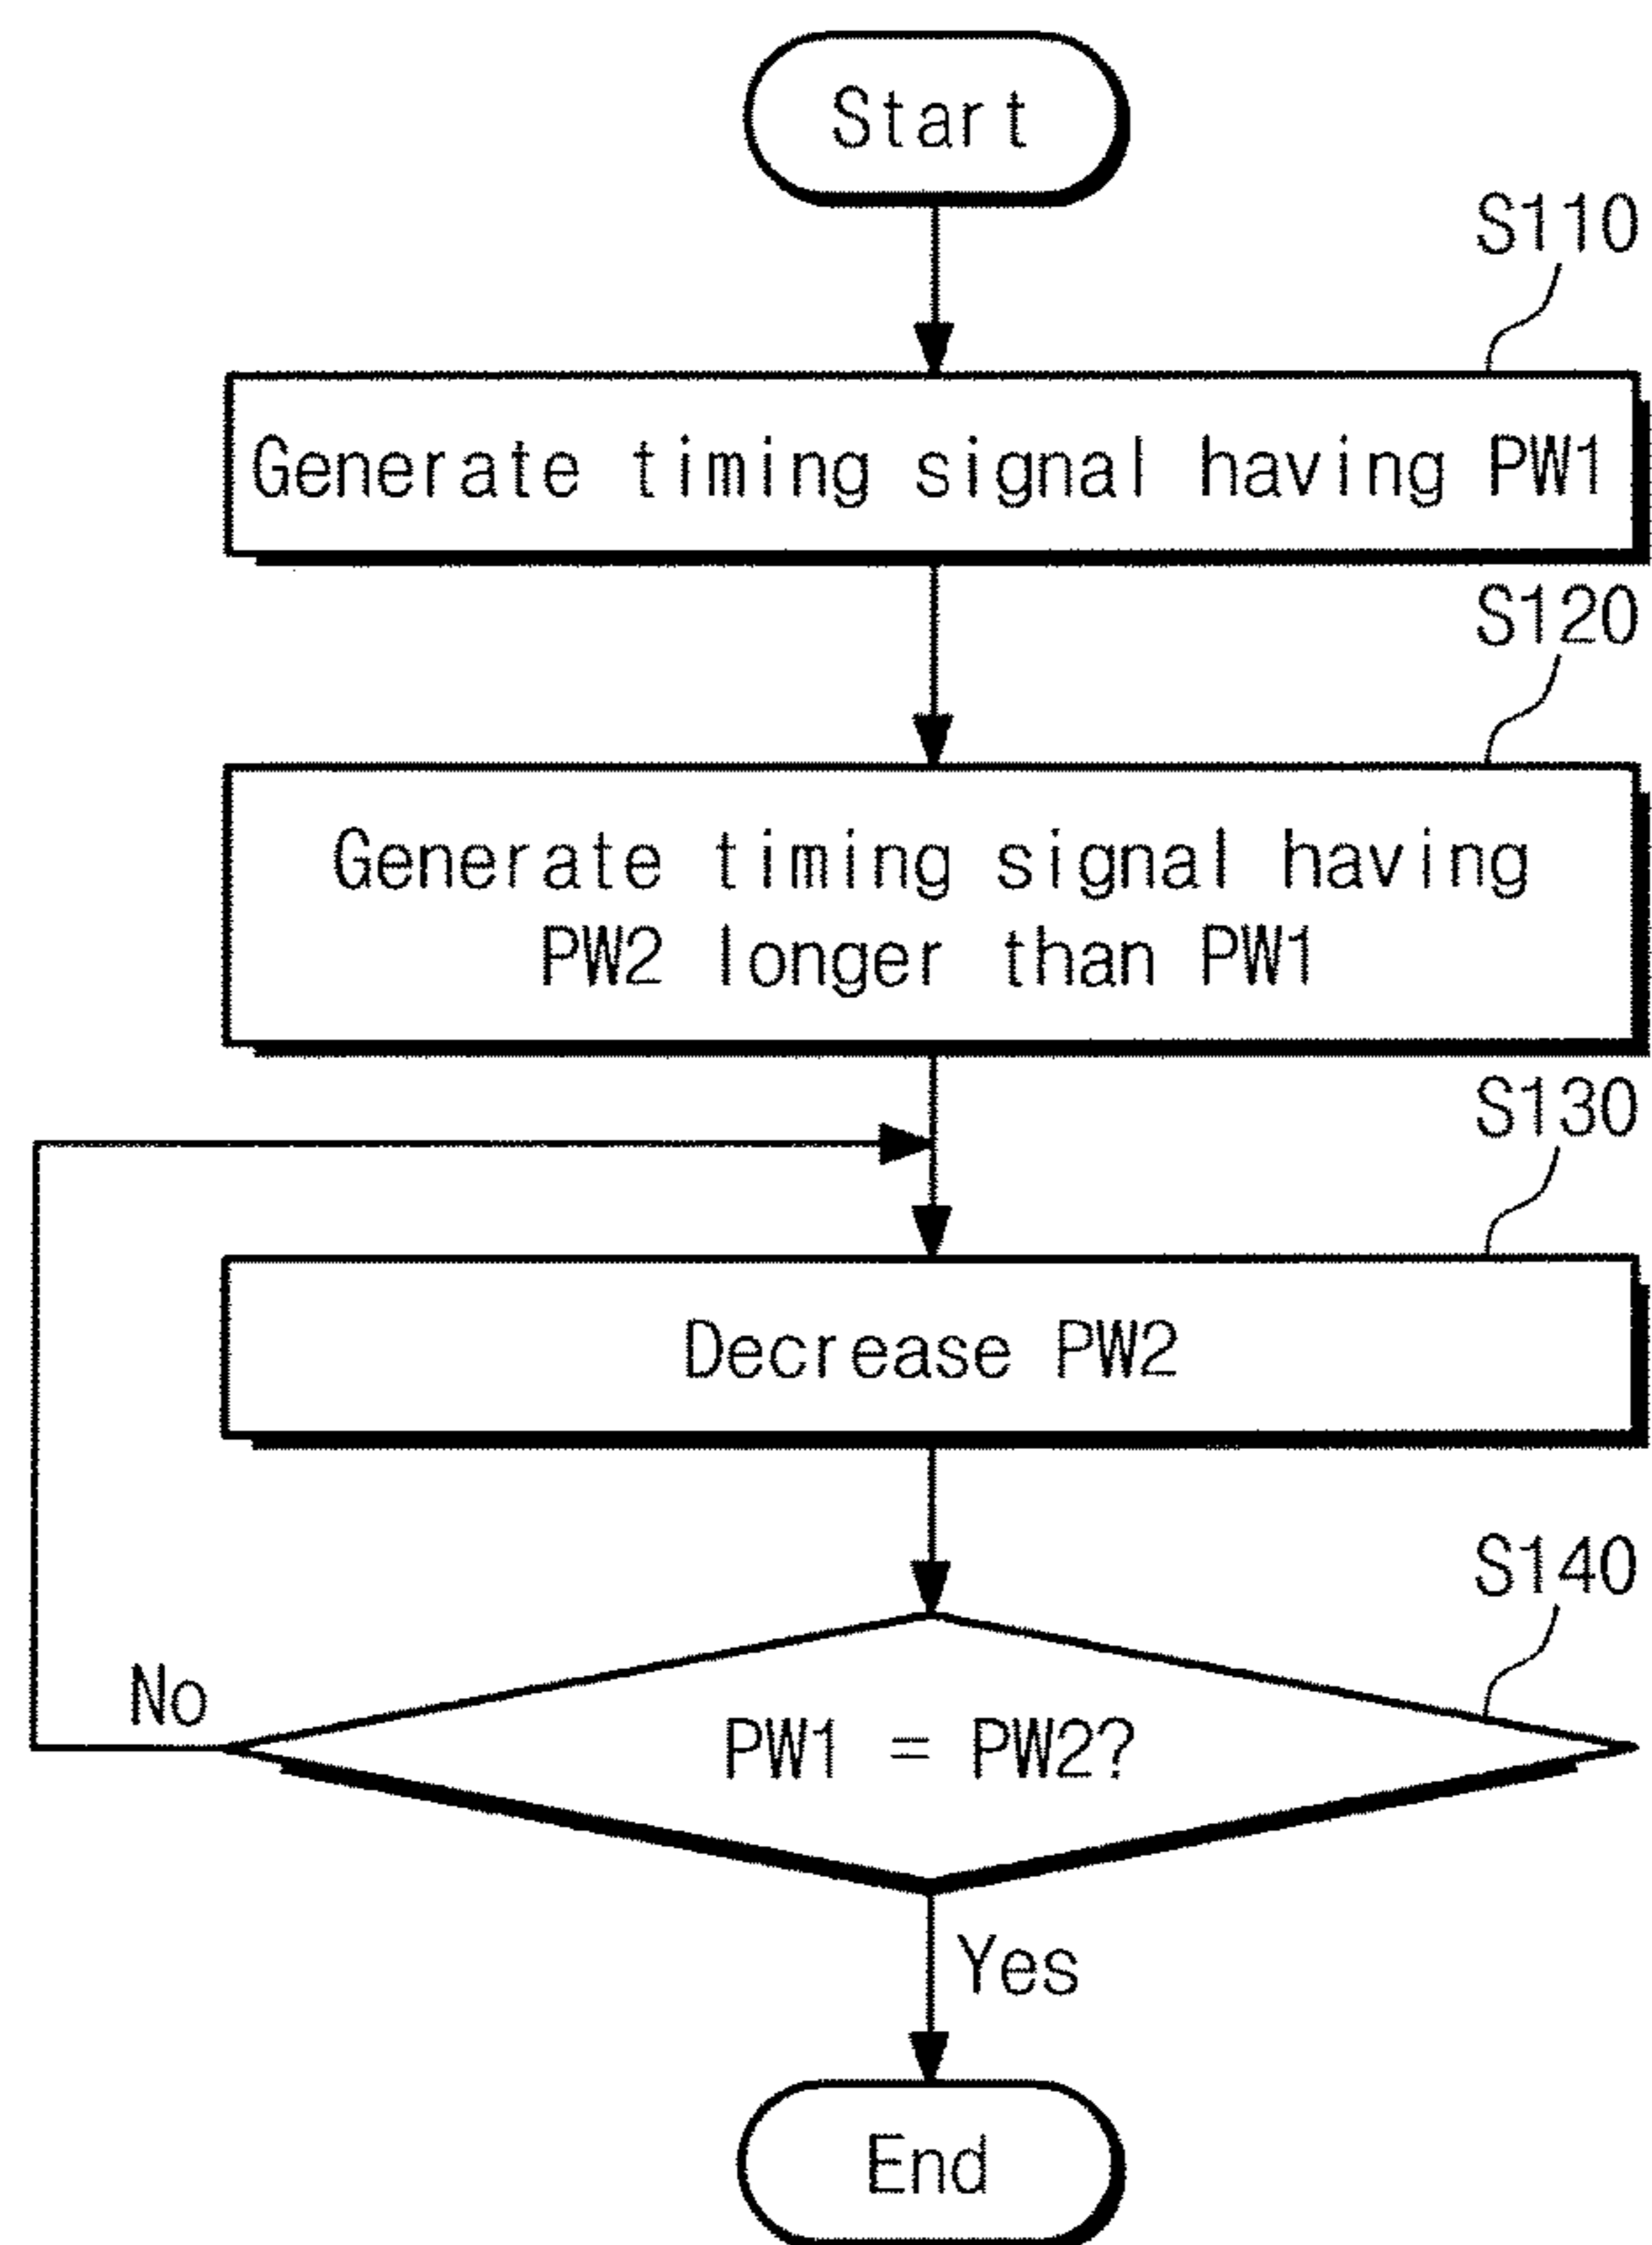 Start
S110
Generate timing signal having PW1
S120
Generate timing signal having
PW2 longer than PW1
S130
Decrease PW2
S140
No
PW1 = PW2?
Yes
End